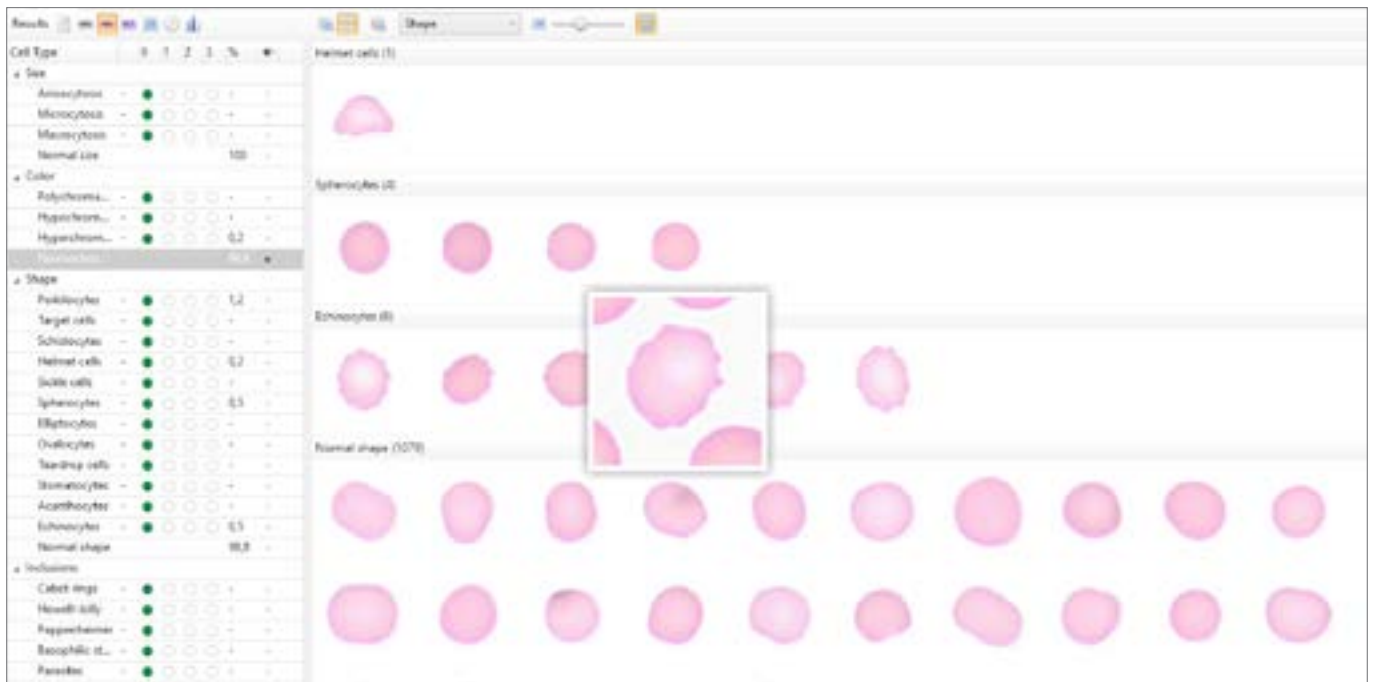 Results
Shape
Cell Type 0 1 2 3 %
Size
Anisocytosis - -
Microcytosis - -
Macrocytosis - -
Normal size 100
Color
Polychroma... - -
Hypochrom... - -
Hyperchrom... - 0,2
Shape
Poikilocytes - 1,2
Target cells - -
Schistocytes - -
Helmet cells - 0,2
Sickle cells - -
Spherocytes - 0,5
Elliptocytes - -
Ovalocytes - -
Teardrop cells - -
Stomatocytes - -
Acanthocytes - -
Echinocytes - 0,5
Normal shape 98,8
Inclusions
Cabot rings - -
Howell-Jolly - -
Pappenheimer - -
Basophilic st... - -
Parasites - -
Helmet cells (1)
Spherocytes (4)
Echinocytes (6)
Normal shape (1079)